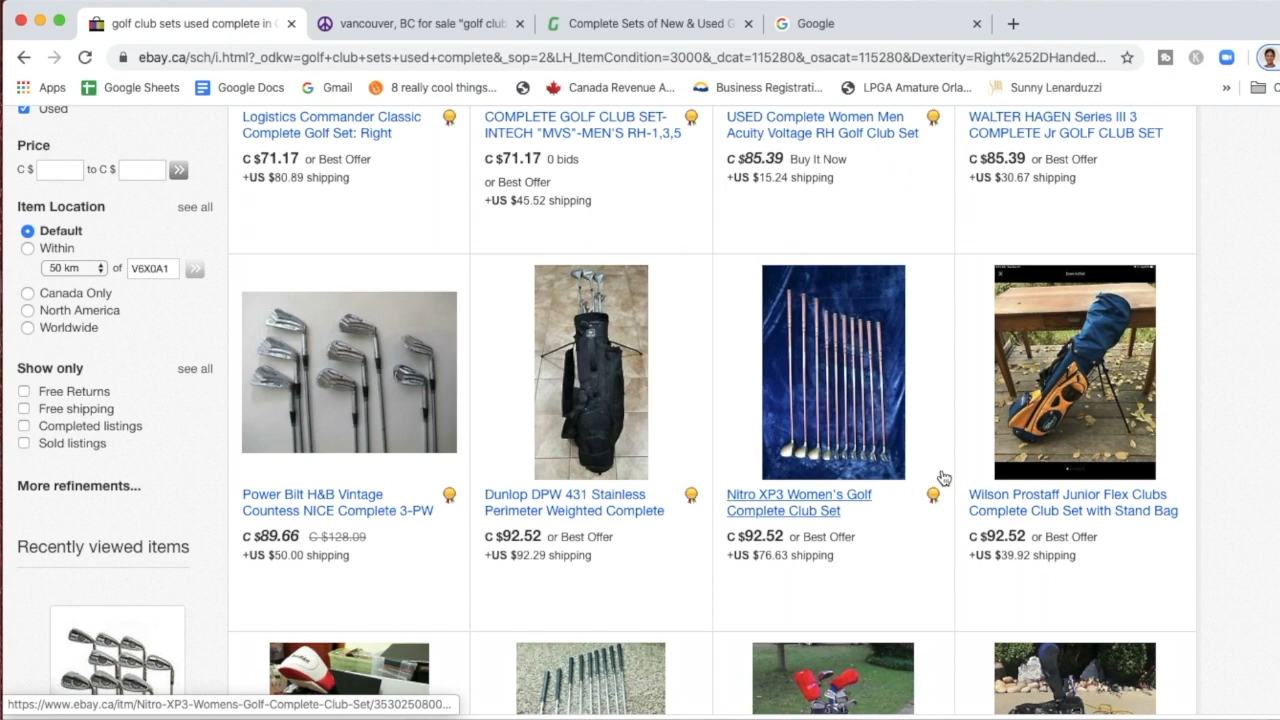 golf club sets used complete in
vancouver, BC for sale "golf club
Complete Sets of New & Used G
Google
ebay.ca/sch/i.html?_odkw=golf+club+sets+used+complete&_sop=2&LH_ItemCondition=3000&_dcat=115280&_osacat=115280&Dexterity=Right%252DHanded...
Apps
Google Sheets
Google Docs
Gmail
8 really cool things...
Canada Revenue A...
Business Registrati...
LPGA Amature Orla...
Sunny Lenarduzzi
»
Used
Price
C $
to C $
Item Location
see all
Default
Within
50 km
of
V6X0A1
Canada Only
North America
Worldwide
Show only
see all
Free Returns
Free shipping
Completed listings
Sold listings
More refinements...
Recently viewed items
Logistics Commander Classic
Complete Golf Set: Right
C $71.17 or Best Offer
+US $80.89 shipping
COMPLETE GOLF CLUB SET-
INTECH "MVS"-MEN'S RH-1,3,5
C $71.17 0 bids
or Best Offer
+US $45.52 shipping
USED Complete Women Men
Acuity Voltage RH Golf Club Set
C $85.39 Buy It Now
+US $15.24 shipping
WALTER HAGEN Series III 3
COMPLETE Jr GOLF CLUB SET
C $85.39 or Best Offer
+US $30.67 shipping
Power Bilt H&B Vintage
Countess NICE Complete 3-PW
C $89.66 C $128.09
+US $50.00 shipping
Dunlop DPW 431 Stainless
Perimeter Weighted Complete
C $92.52 or Best Offer
+US $92.29 shipping
Nitro XP3 Women's Golf
Complete Club Set
C $92.52 or Best Offer
+US $76.63 shipping
Wilson Prostaff Junior Flex Clubs
Complete Club Set with Stand Bag
C $92.52 or Best Offer
+US $39.92 shipping
https://www.ebay.ca/itm/Nitro-XP3-Womens-Golf-Complete-Club-Set/3530250800...